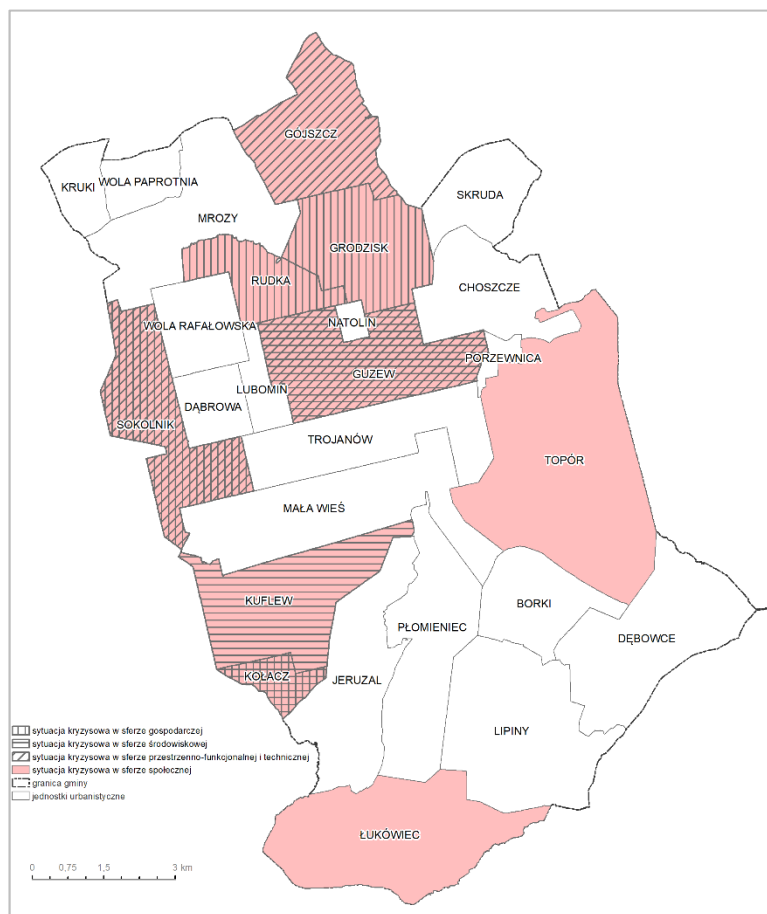 GÓJSZCZ
WOLA PAPROTNIA
KRUKI
SKRUDA
MROZY
GRODZISK
RUDKA
CHOSZCZE
NATOLIN
WOLA RAFAŁOWSKA
PORZEWNICA
GUZEW
LUBOMIN
DĄBROWA
SOKOLNIK
TROJANÓW
TOPÓR
MAŁA WIEŚ
KUFLEW
BORKI
PŁOMIENIEC
DĘBOWCE
KOŁACZ
JERUZAL
LIPINY
sytuacja kryzysowa w sferze gospodarczej
sytuacja kryzysowa w sferze środowiskowej
sytuacja kryzysowa w sferze przestrzenno-funkcjonalnej i technicznej
sytuacja kryzysowa w sferze społecznej
granica gminy
jednostki urbanistyczne
ŁUKÓWIEC
0 0,75 1,5 3 km